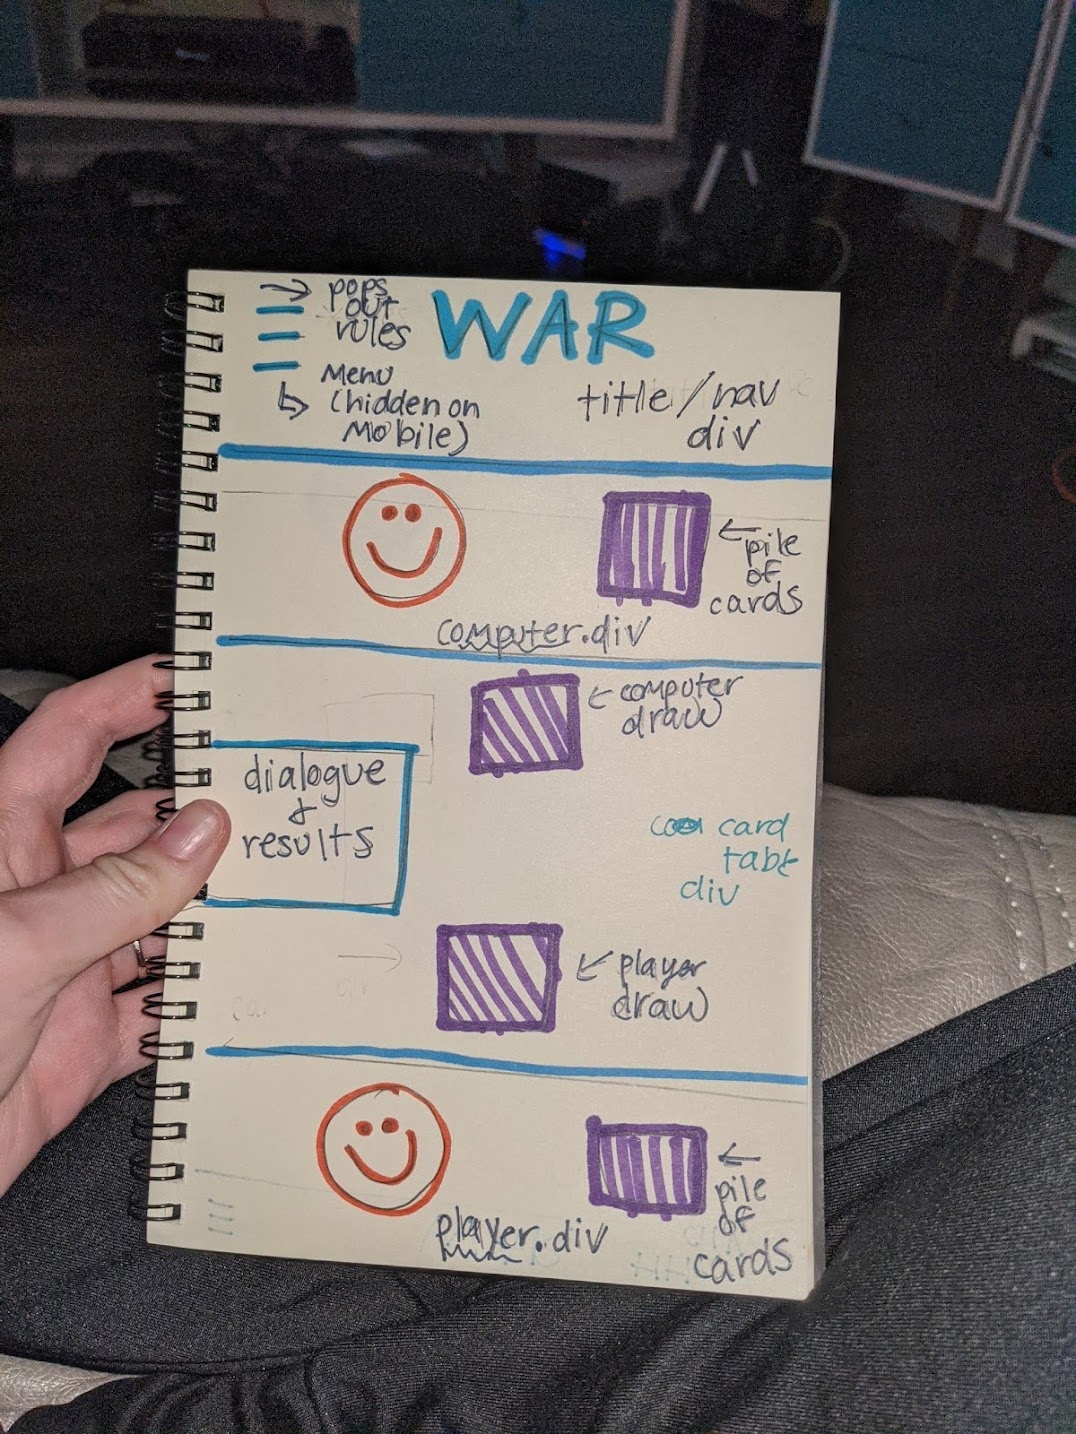 pops
out
rules
WAR
Menu
(hidden on
Mobile)
title/nav
div
pile
of
cards
computer.div
computer
draw
dialogue
&
results
card
table
div
player
draw
player.div
pile
of
cards